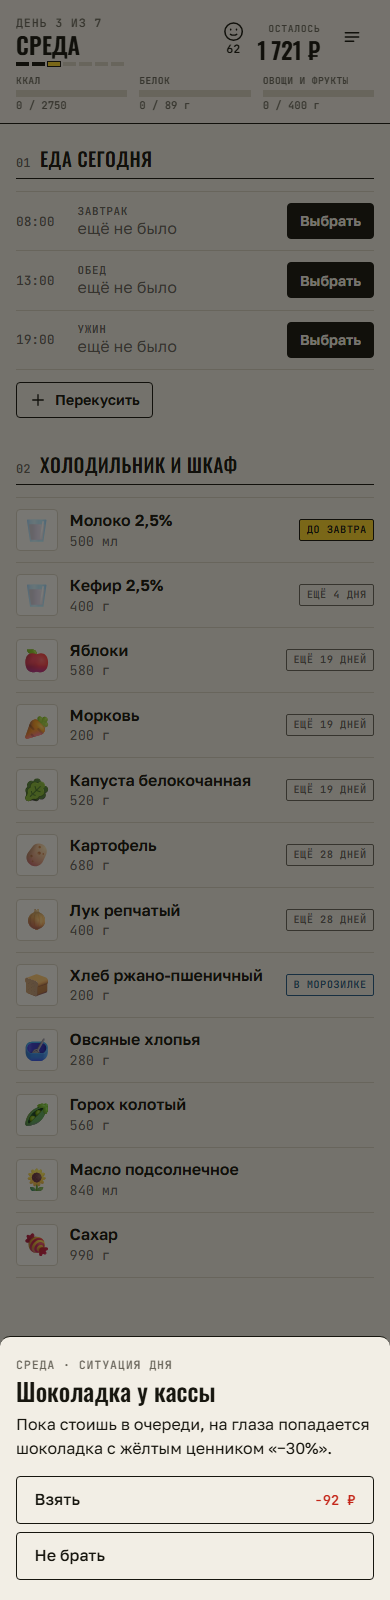 ДЕНЬ 3 ИЗ 7
СРЕДА
62
ОСТАЛОСЬ
1 721 ₽
ККАЛ
0 / 2750
БЕЛОК
0 / 89 г
ОВОЩИ И ФРУКТЫ
0 / 400 г
01 ЕДА СЕГОДНЯ
08:00
ЗАВТРАК
ещё не было
Выбрать
13:00
ОБЕД
ещё не было
Выбрать
19:00
УЖИН
ещё не было
Выбрать
+ Перекусить
02 ХОЛОДИЛЬНИК И ШКАФ
Молоко 2,5%
500 мл
ДО ЗАВТРА
Кефир 2,5%
400 г
ЕЩЁ 4 ДНЯ
Яблоки
580 г
ЕЩЁ 19 ДНЕЙ
Морковь
200 г
ЕЩЁ 19 ДНЕЙ
Капуста белокочанная
520 г
ЕЩЁ 19 ДНЕЙ
Картофель
680 г
ЕЩЁ 28 ДНЕЙ
Лук репчатый
400 г
ЕЩЁ 28 ДНЕЙ
Хлеб ржано-пшеничный
200 г
В МОРОЗИЛКЕ
Овсяные хлопья
280 г
Горох колотый
560 г
Масло подсолнечное
840 мл
Сахар
990 г
СРЕДА · СИТУАЦИЯ ДНЯ
Шоколадка у кассы
Пока стоишь в очереди, на глаза попадается
шоколадка с жёлтым ценником «−30%».
Взять
-92 ₽
Не брать